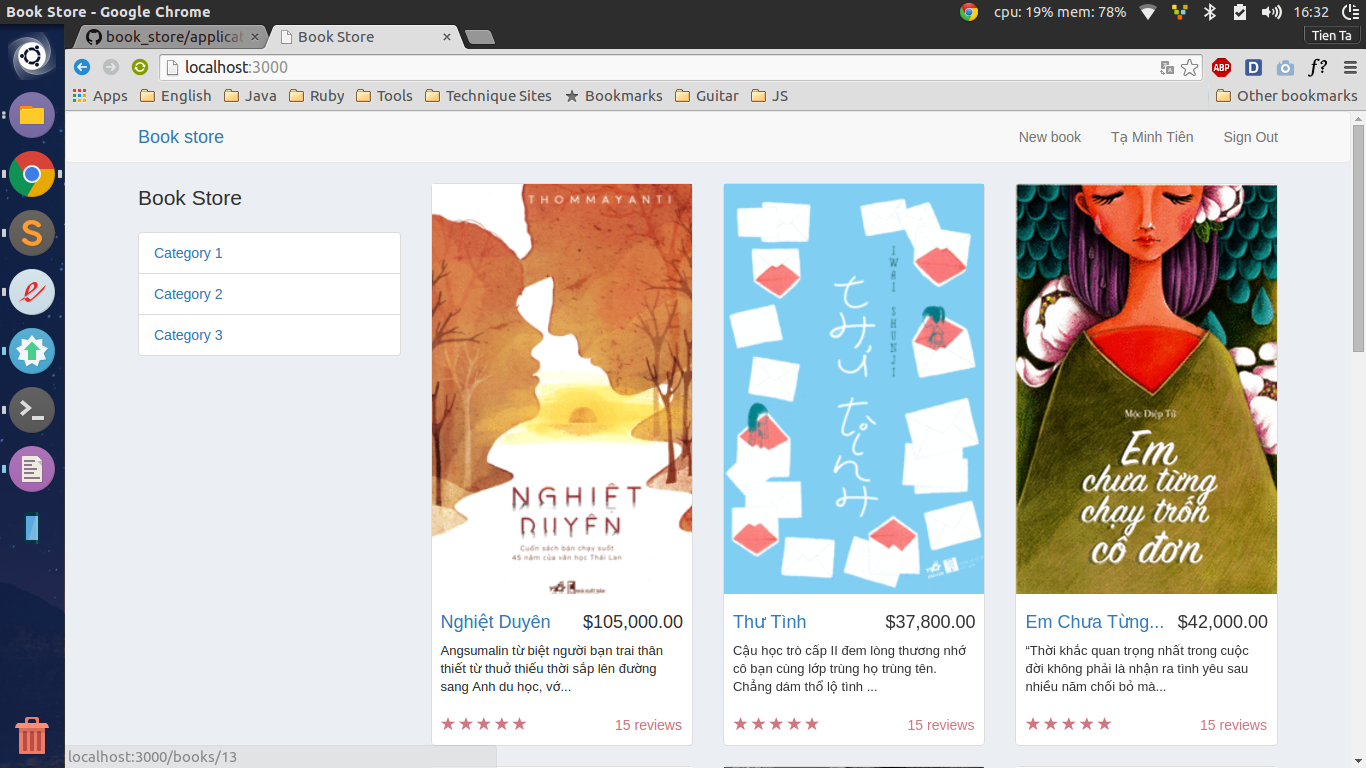 Book Store - Google Chrome
cpu: 19% mem: 78%
16:32
book_store/applicat
Book Store
Tien Ta
localhost:3000
ABP
D
f?
Apps
English
Java
Ruby
Tools
Technique Sites
Bookmarks
Guitar
JS
Other bookmarks
Book store
New book
Tạ Minh Tiên
Sign Out
Book Store
Category 1
Category 2
Category 3
THOMMAYANTI
NGHIỆT
DUYÊN
Cuốn sách bán chạy suốt
45 năm của văn học Thái Lan
Nghiệt Duyên
$105,000.00
Angsumalin từ biệt người bạn trai thân
thiết từ thuở thiếu thời sắp lên đường
sang Anh du học, vớ...
15 reviews
IWAI SHUNJI
thư tình
Thư Tình
$37,800.00
Cậu học trò cấp II đem lòng thương nhớ
cô bạn cùng lớp trùng họ trùng tên.
Chẳng dám thổ lộ tình ...
15 reviews
Mộc Diệp Tử
Em
chưa từng
chạy trốn
cô đơn
Em Chưa Từng...
$42,000.00
“Thời khắc quan trọng nhất trong cuộc
đời không phải là nhận ra tình yêu sau
nhiều năm chối bỏ mà...
15 reviews
localhost:3000/books/13